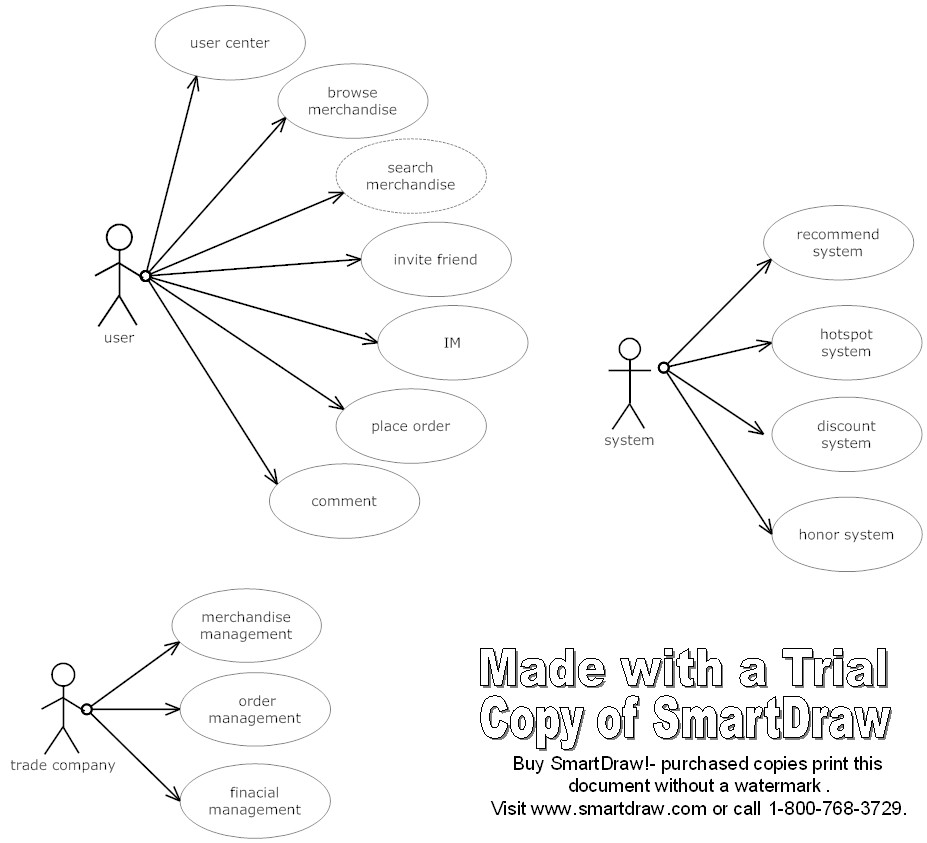 user center
browse
merchandise
search
merchandise
invite friend
IM
place order
comment
user
recommend
system
hotspot
system
discount
system
honor system
system
merchandise
management
order
management
finacial
management
trade company
Made with a Trial
Copy of SmartDraw
Buy SmartDraw!- purchased copies print this
document without a watermark .
Visit www.smartdraw.com or call 1-800-768-3729.